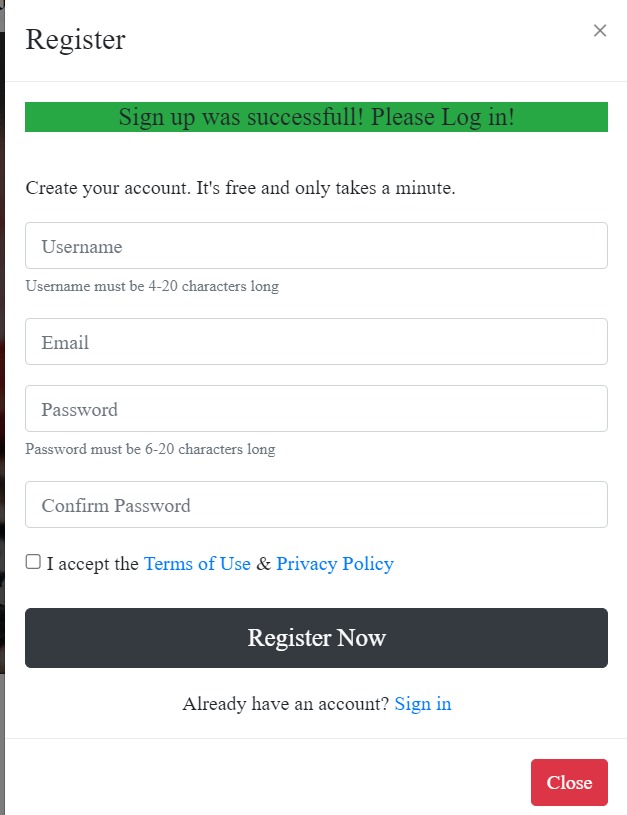 Register
×
Sign up was successfull! Please Log in!
Create your account. It's free and only takes a minute.
Username
Username must be 4-20 characters long
Email
Password
Password must be 6-20 characters long
Confirm Password
I accept the Terms of Use & Privacy Policy
Register Now
Already have an account? Sign in
Close